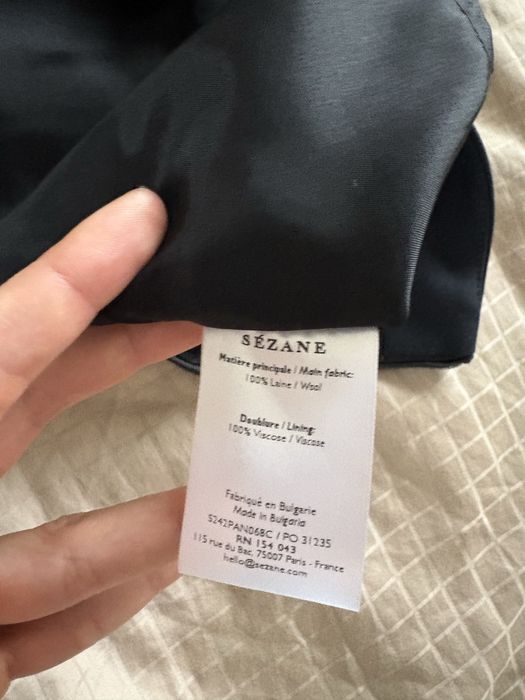 SÉZANE
Matière principale / Main fabric:
100% Laine / Wool
Doublure / Lining:
100% Viscose / Viscose
Fabriqué en Bulgarie
Made in Bulgaria
S242PAN068C / PO 31235
RN 154 043
115 rue du Bac, 75007 Paris - France
hello@sezane.com